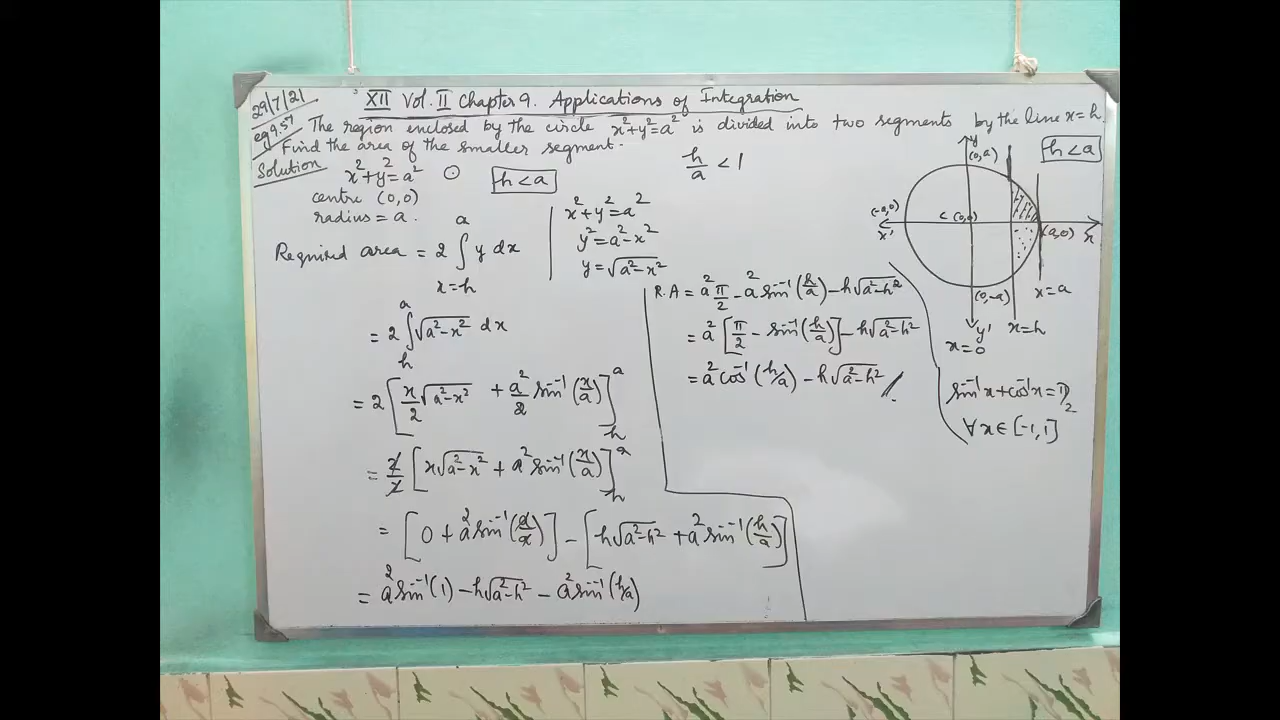 29/7/21
XII Vol. II Chapter 9. Applications of Integration
eg 9.57 The region enclosed by the circle x²+y²=a² is divided into two segments by the line x=h.
Find the area of the smaller segment.
Solution
x²+y²=a²
centre (0,0)
radius = a.
h<a
h/a < 1
Required area = 2 ∫_{x=h}^{a} y dx
x²+y²=a²
y²=a²-x²
y=√(a²-x²)
= 2 ∫_{h}^{a} √(a²-x²) dx
= 2 [x/2 √(a²-x²) + a²/2 sin⁻¹(x/a)]_{h}^{a}
= 2/2 [x√(a²-x²) + a² sin⁻¹(x/a)]_{h}^{a}
= [0 + a² sin⁻¹(a/a)] - [h√(a²-h²) + a² sin⁻¹(h/a)]
= a² sin⁻¹(1) - h√(a²-h²) - a² sin⁻¹(h/a)
R.A = a² π/2 - a² sin⁻¹(h/a) - h√(a²-h²)
= a² [π/2 - sin⁻¹(h/a)] - h√(a²-h²)
= a² cos⁻¹(h/a) - h√(a²-h²) //.
h<a
y
(0,a)
(-a,0)
(0,0)
(a,0)
x'
x
(0,-a)
x=a
y'
x=h
x=0
sin⁻¹x+cos⁻¹x=π/2
∀ x ∈ [-1,1]